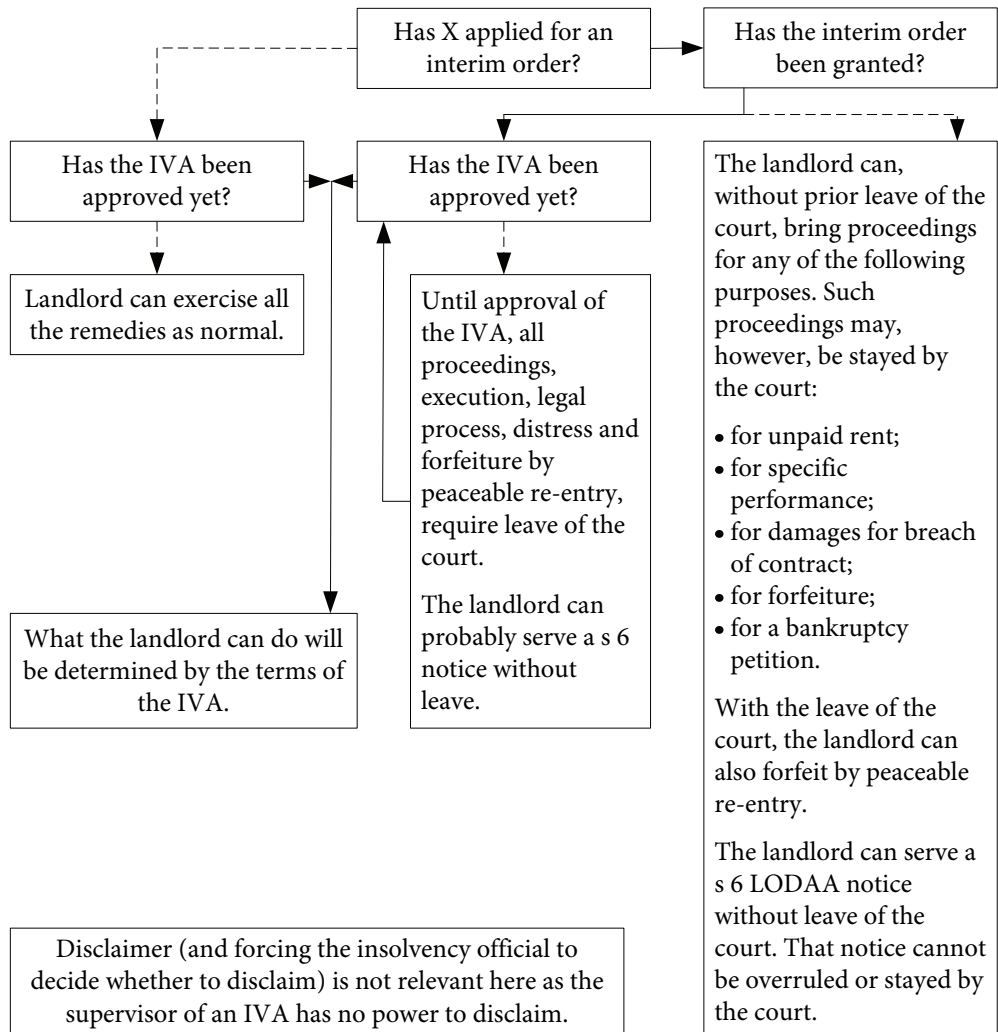 Has X applied for an
interim order?
Has the interim order
been granted?
Has the IVA been
approved yet?
Has the IVA been
approved yet?
Landlord can exercise all
the remedies as normal.
Until approval of
the IVA, all
proceedings,
execution, legal
process, distress and
forfeiture by
peaceable re-entry,
require leave of the
court.
The landlord can
probably serve a s 6
notice without
leave.
The landlord can,
without prior leave of the
court, bring proceedings
for any of the following
purposes. Such
proceedings may,
however, be stayed by
the court:
• for unpaid rent;
• for specific
performance;
• for damages for breach
of contract;
• for forfeiture;
• for a bankruptcy
petition.
With the leave of the
court, the landlord can
also forfeit by peaceable
re-entry.
The landlord can serve a
s 6 LODAA notice
without leave of the
court. That notice cannot
be overruled or stayed by
the court.
What the landlord can do will
be determined by the terms of
the IVA.
Disclaimer (and forcing the insolvency official to
decide whether to disclaim) is not relevant here as the
supervisor of an IVA has no power to disclaim.